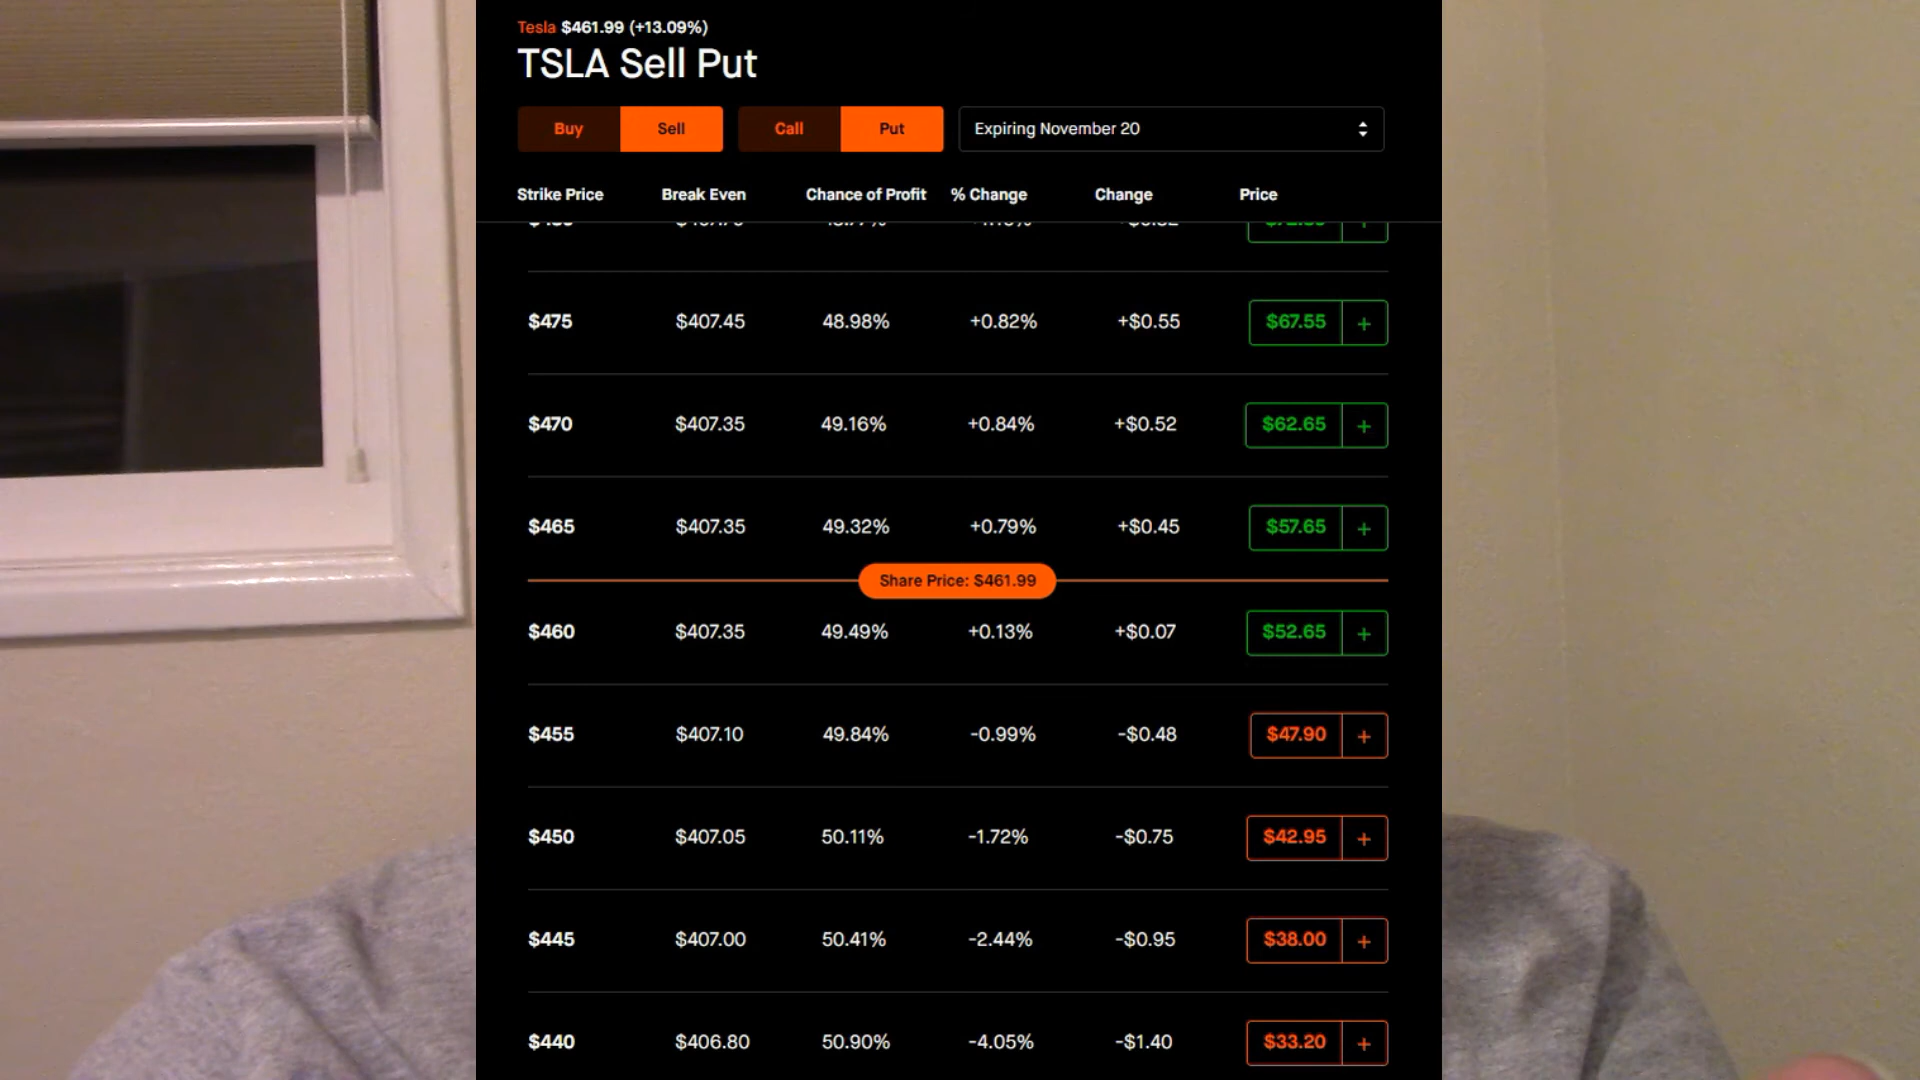 Tesla $461.99 (+13.09%)
TSLA Sell Put
Buy Sell Call Put Expiring November 20
Strike Price Break Even Chance of Profit % Change Change Price
$475 $407.45 48.98% +0.82% +$0.55 $67.55 +
$470 $407.35 49.16% +0.84% +$0.52 $62.65 +
$465 $407.35 49.32% +0.79% +$0.45 $57.65 +
Share Price: $461.99
$460 $407.35 49.49% +0.13% +$0.07 $52.65 +
$455 $407.10 49.84% -0.99% -$0.48 $47.90 +
$450 $407.05 50.11% -1.72% -$0.75 $42.95 +
$445 $407.00 50.41% -2.44% -$0.95 $38.00 +
$440 $406.80 50.90% -4.05% -$1.40 $33.20 +